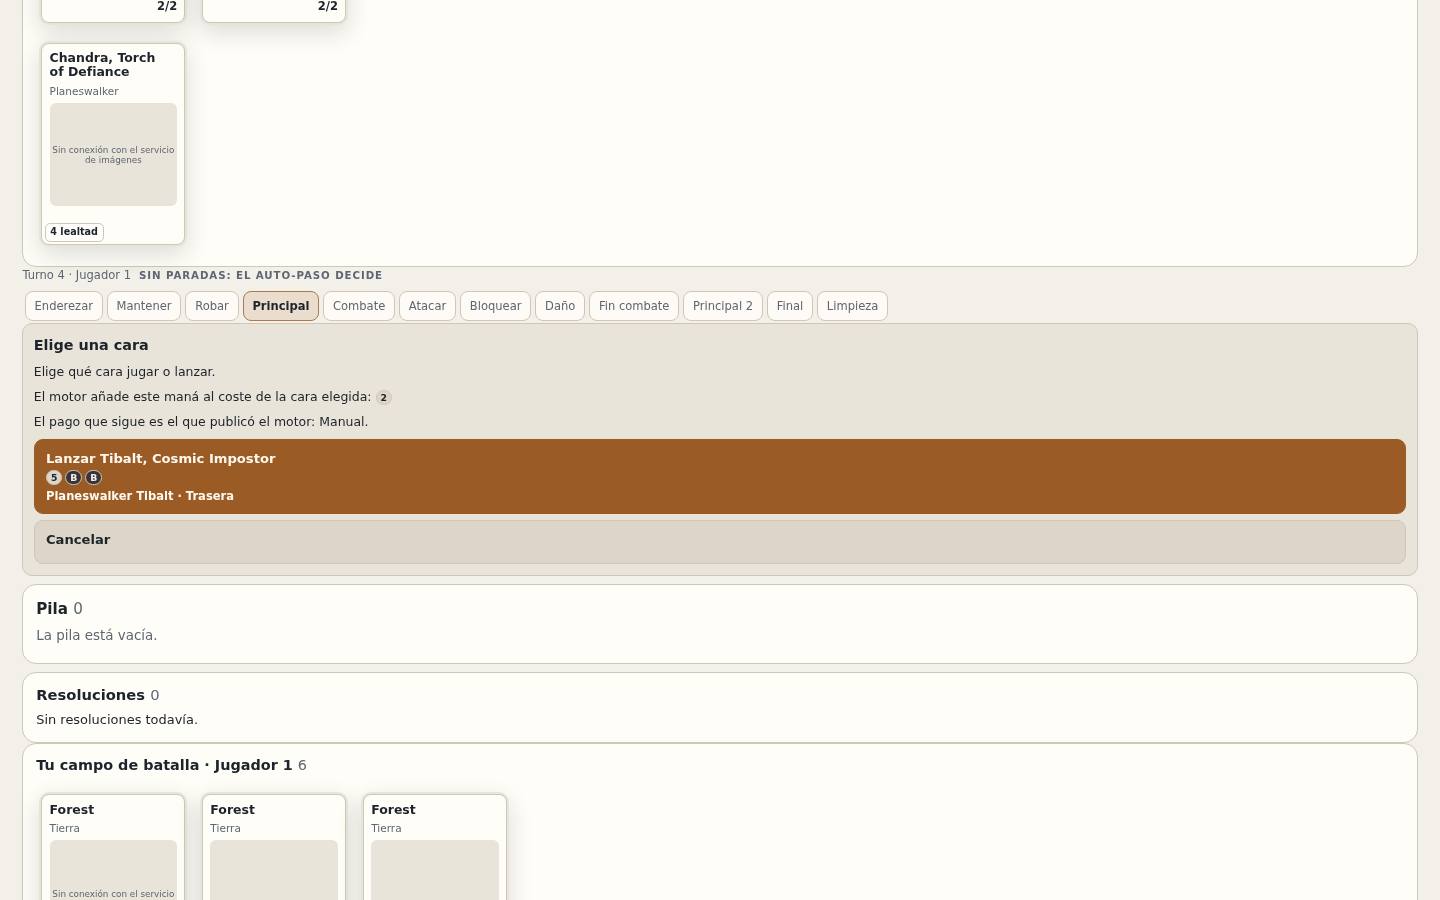 2/2
2/2
Chandra, Torch
of Defiance
Planeswalker
Sin conexión con el servicio
de imágenes
4 lealtad
Turno 4 · Jugador 1 SIN PARADAS: EL AUTO-PASO DECIDE
Enderezar Mantener Robar Principal Combate Atacar Bloquear Daño Fin combate Principal 2 Final Limpieza
Elige una cara
Elige qué cara jugar o lanzar.
El motor añade este maná al coste de la cara elegida: 2
El pago que sigue es el que publicó el motor: Manual.
Lanzar Tibalt, Cosmic Impostor
5 B B
Planeswalker Tibalt · Trasera
Cancelar
Pila 0
La pila está vacía.
Resoluciones 0
Sin resoluciones todavía.
Tu campo de batalla · Jugador 1 6
Forest Forest Forest
Tierra Tierra Tierra
Sin conexión con el servicio